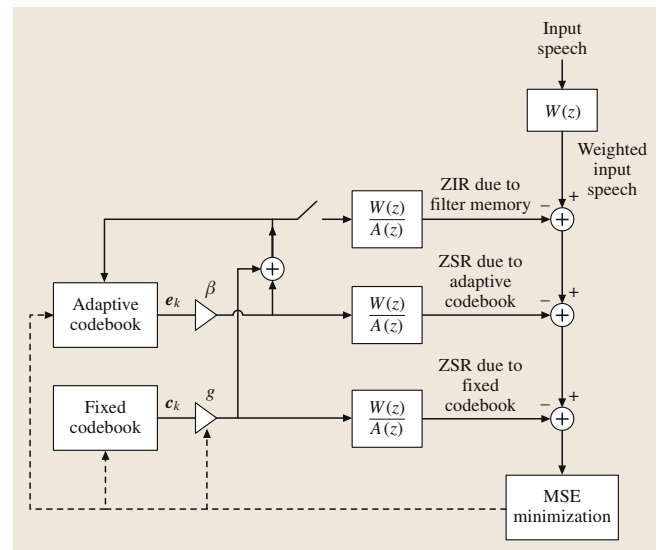 Input
speech
W(z)
Weighted
input
speech
ZIR due to
filter memory
W(z)
A(z)
− +
+
Adaptive
codebook
e_k
β
+
W(z)
A(z)
ZSR due to
adaptive
codebook
− +
+
Fixed
codebook
c_k
g
W(z)
A(z)
ZSR due to
fixed
codebook
− +
+
MSE
minimization